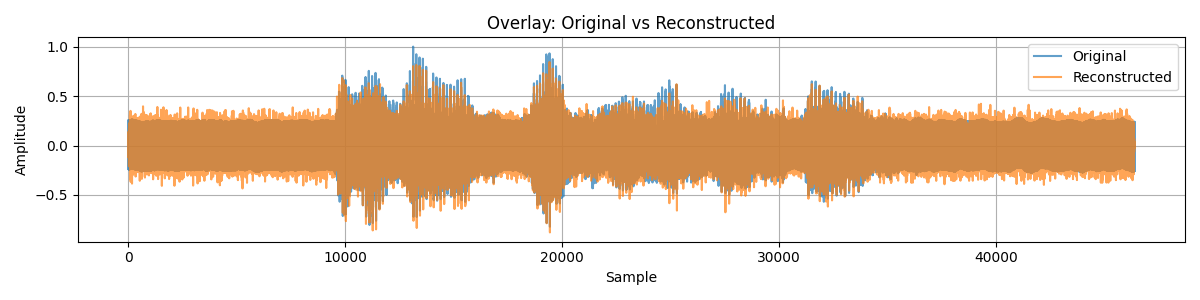 Overlay: Original vs Reconstructed
Original
Reconstructed
1.0
0.5
0.0
−0.5
Amplitude
0 10000 20000 30000 40000
Sample